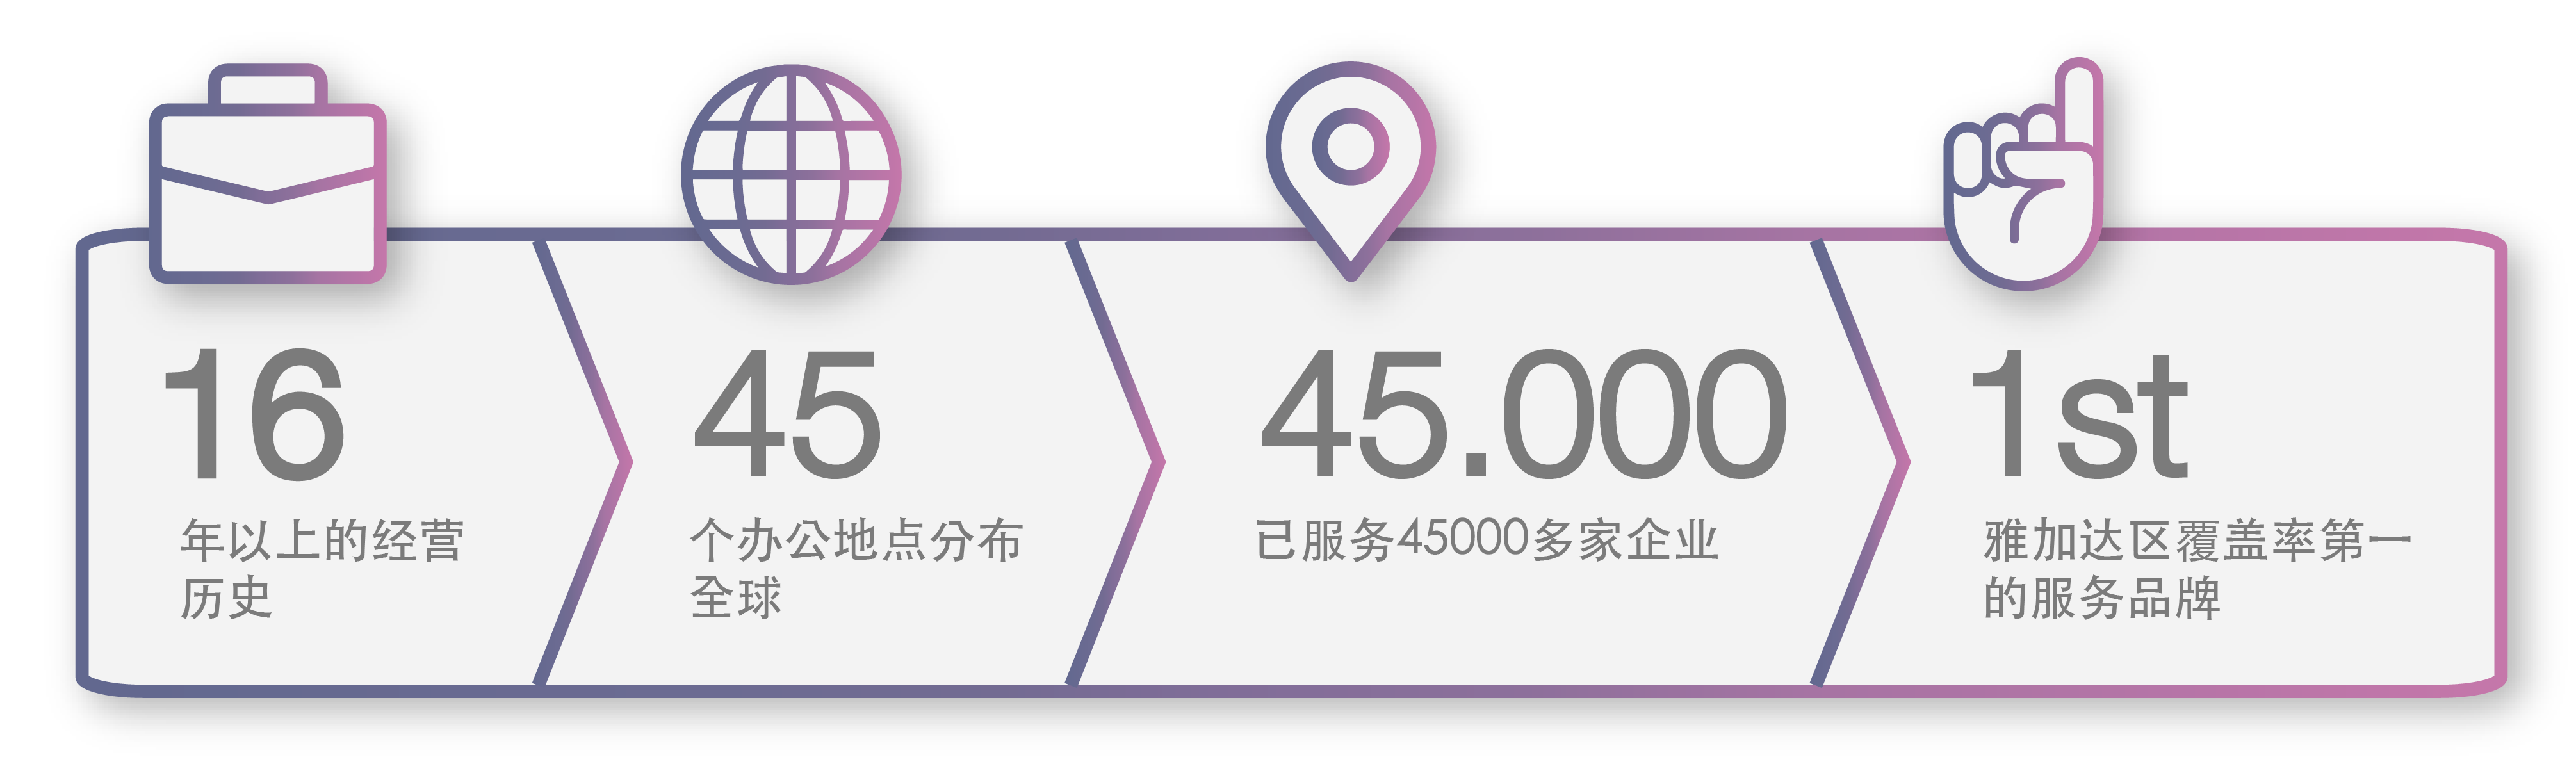 16
年以上的经营
历史
45
个办公地点分布
全球
45.000
已服务45000多家企业
1st
雅加达区覆盖率第一
的服务品牌